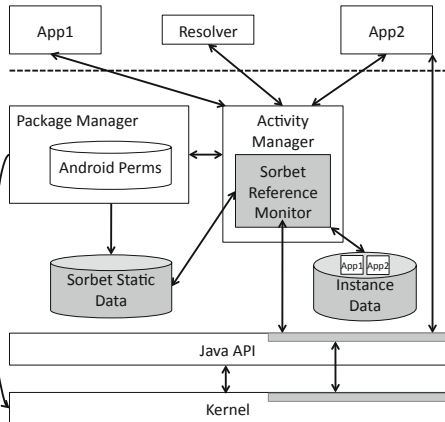 App1
Resolver
App2
Package Manager
Android Perms
Activity
Manager
Sorbet
Reference
Monitor
Sorbet Static
Data
App1
App2
Instance
Data
Java API
Kernel